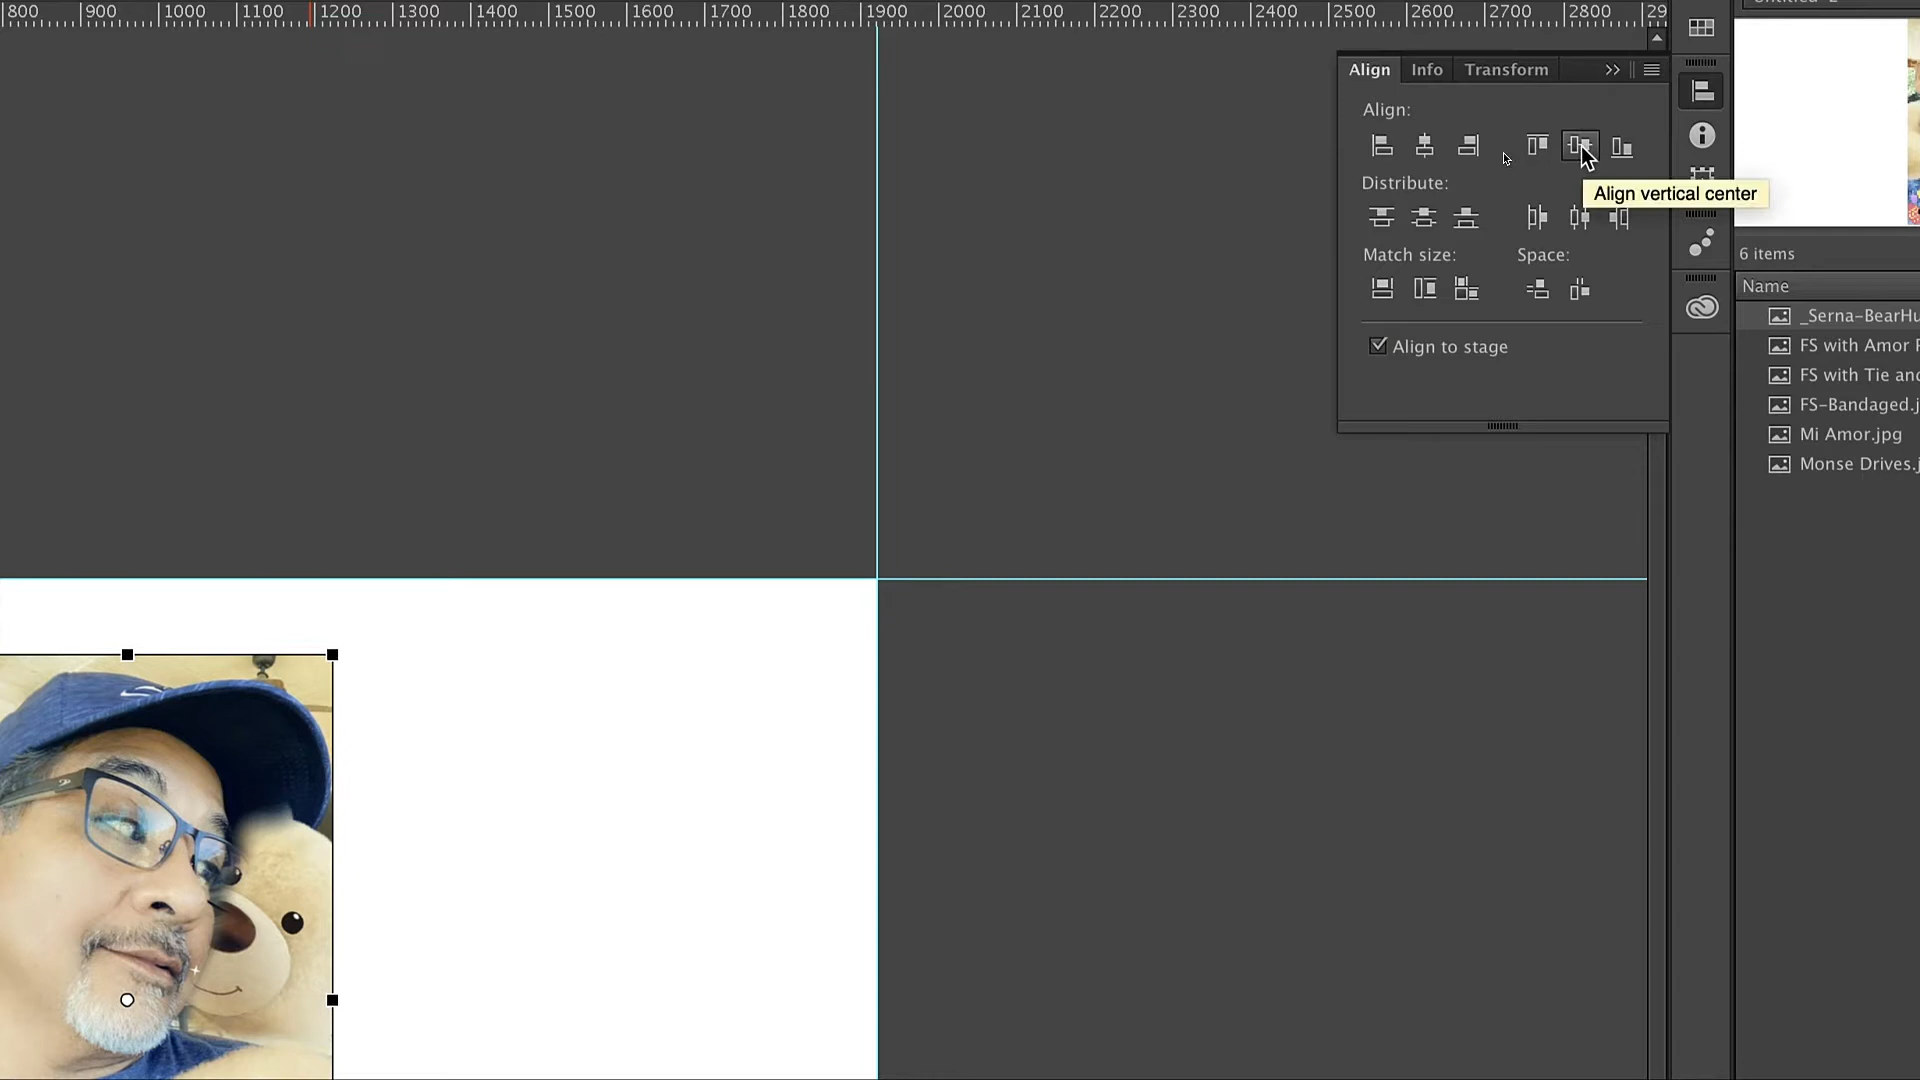 800 900 1000 1100 1200 1300 1400 1500 1600 1700 1800 1900 2000 2100 2200 2300 2400 2500 2600 2700 2800 29
Align Info Transform
Align:
Align vertical center
Distribute:
Match size: Space:
Align to stage
6 items
Name
_Serna-BearHu
FS with Amor
FS with Tie and
FS-Bandaged.j
Mi Amor.jpg
Monse Drives.j